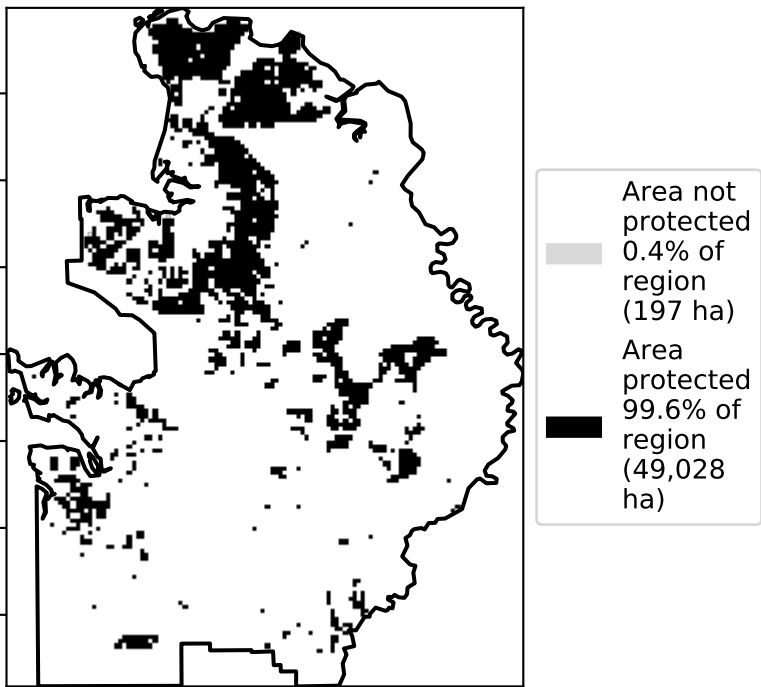 Area not
protected
0.4% of
region
(197 ha)
Area
protected
99.6% of
region
(49,028
ha)